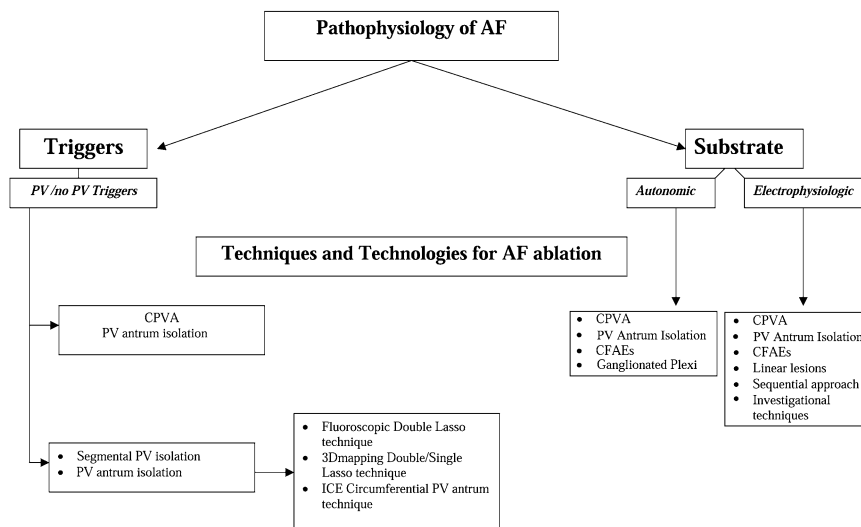 Pathophysiology of AF
Triggers
Substrate
PV /no PV Triggers
Autonomic
Electrophysiologic
Techniques and Technologies for AF ablation
CPVA
PV antrum isolation
• CPVA
• PV Antrum Isolation
• CFAEs
• Ganglionated Plexi
• CPVA
• PV Antrum Isolation
• CFAEs
• Linear lesions
• Sequential approach
• Investigational
techniques
• Segmental PV isolation
• PV antrum isolation
• Fluoroscopic Double Lasso
technique
• 3Dmapping Double/Single
Lasso technique
• ICE Circumferential PV antrum
technique